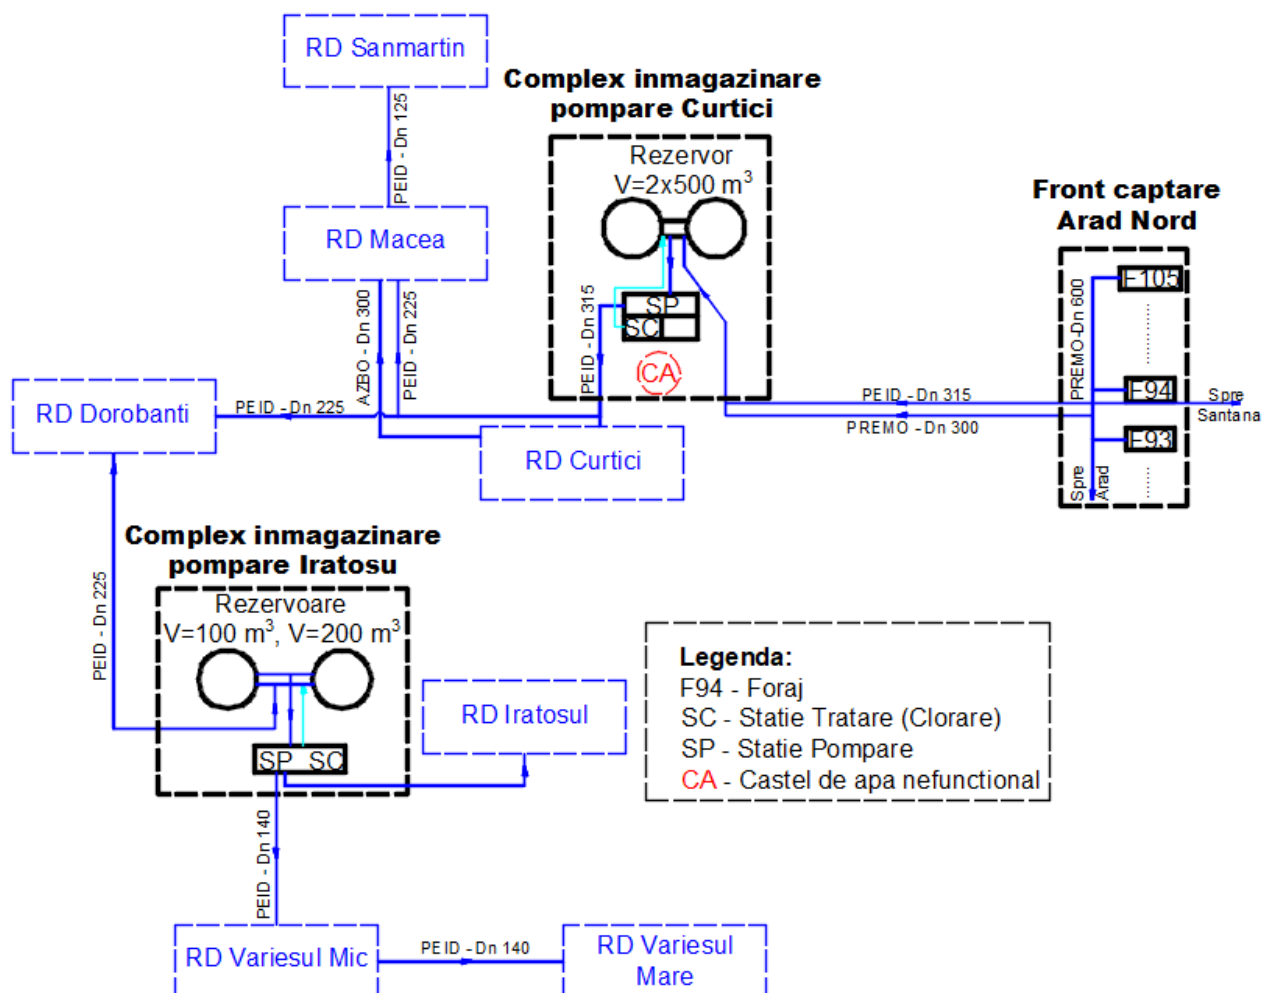 RD Sanmartin
PEID - Dn 125
RD Macea
AZBO - Dn 300
PEID - Dn 225
Complex inmagazinare
pompare Curtici
Rezervor
V=2x500 m³
SP
SC
CA
PEID - Dn 315
Front captare
Arad Nord
F105
PREMO-Dn 600
F94
F93
Spre
Santana
Spre
Arad
PEID - Dn 315
PREMO - Dn 300
RD Dorobanti
PEID - Dn 225
RD Curtici
PEID - Dn 225
Complex inmagazinare
pompare Iratosu
Rezervoare
V=100 m³, V=200 m³
SP SC
RD Iratosul
PEID - Dn 140
RD Variesul Mic
PEID - Dn 140
RD Variesul
Mare
Legenda:
F94 - Foraj
SC - Statie Tratare (Clorare)
SP - Statie Pompare
CA - Castel de apa nefunctional